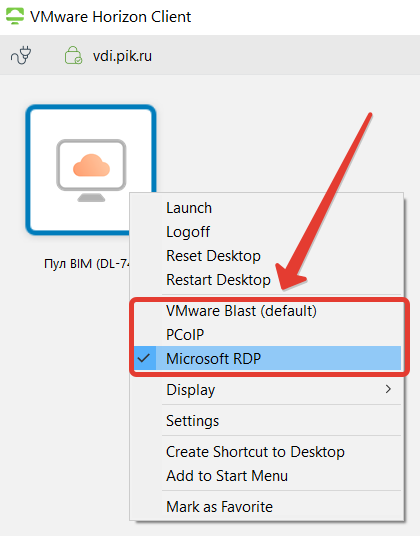 VMware Horizon Client
vdi.pik.ru
Пул BIM (DL-74
Launch
Logoff
Reset Desktop
Restart Desktop
VMware Blast (default)
PCoIP
Microsoft RDP
Display
Settings
Create Shortcut to Desktop
Add to Start Menu
Mark as Favorite